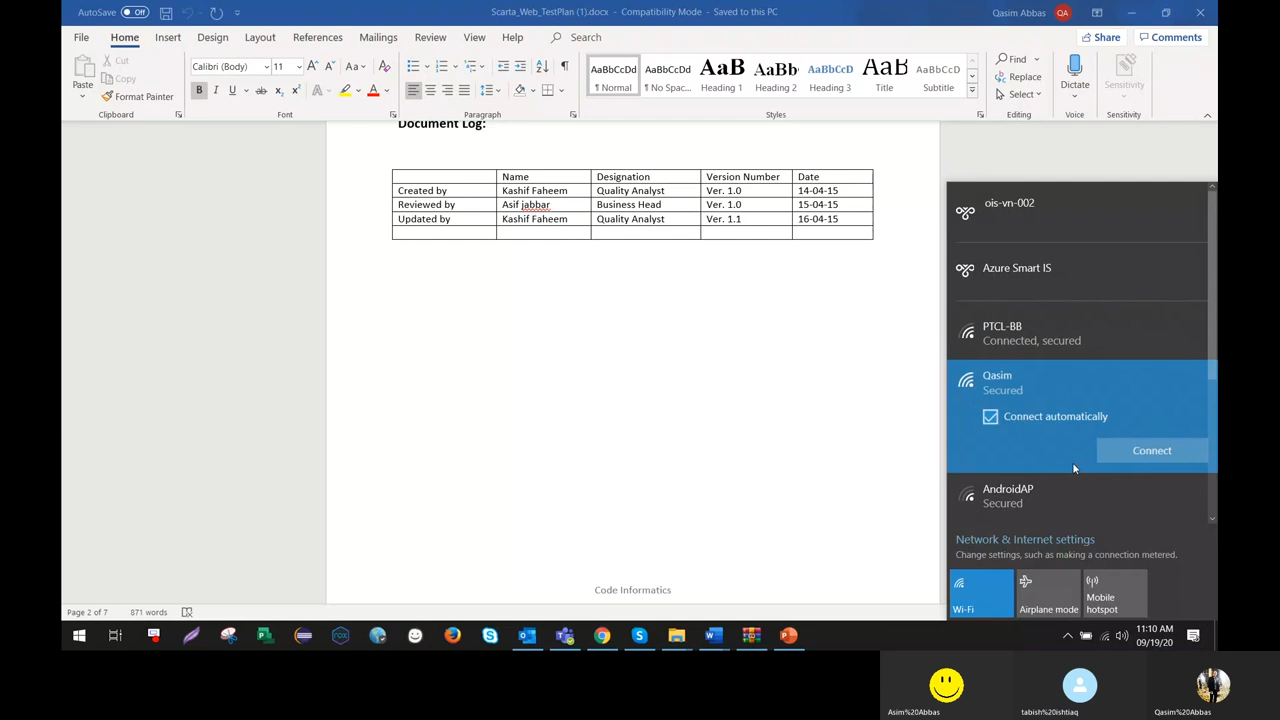 AutoSave Off
Scarta_Web_TestPlan (1).docx - Compatibility Mode - Saved to this PC
Qasim Abbas QA
File Home Insert Design Layout References Mailings Review View Help Search
Share Comments
Paste
Cut
Copy
Format Painter
Clipboard
Calibri (Body) 11
Font
Paragraph
AaBbCcDd
¶ Normal
AaBbCcDd
¶ No Spac...
AaB
Heading 1
AaBb‹
Heading 2
AaBbCcD
Heading 3
AaB
Title
AaBbCcD
Subtitle
Styles
Find
Replace
Select
Editing
Dictate
Voice
Sensitivity
Sensitivity
Document Log:
Name Designation Version Number Date
Created by Kashif Faheem Quality Analyst Ver. 1.0 14-04-15
Reviewed by Asif jabbar Business Head Ver. 1.0 15-04-15
Updated by Kashif Faheem Quality Analyst Ver. 1.1 16-04-15
Code Informatics
ois-vn-002
Azure Smart IS
PTCL-BB
Connected, secured
Qasim
Secured
Connect automatically
Connect
AndroidAP
Secured
Network & Internet settings
Change settings, such as making a connection metered.
Wi-Fi
Airplane mode
Mobile
hotspot
Page 2 of 7 871 words
11:10 AM
09/19/20
Asim%20Abbas
tabish%20ishtiaq
Qasim%20Abbas